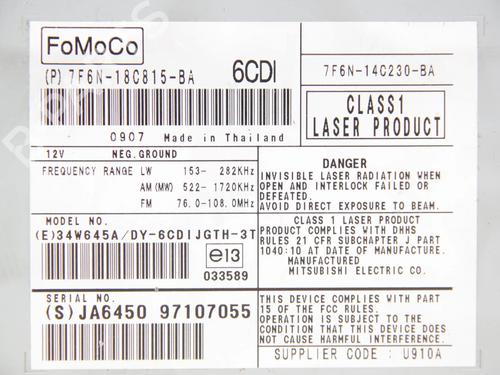 FoMoCo
(P) 7F6N-18C815-BA
6CDI
7F6N-14C230-BA
CLASS1
LASER PRODUCT
0907 Made in Thailand
12V NEG.GROUND
FREQUENCY RANGE LW 153- 282KHz
AM(MW) 522- 1720KHz
FM 76.0-108.0MHz
MODEL NO.
(E)34W645A/DY-6CDIJGTH-3T
e13
033589
SERIAL NO.
(S)JA6450 97107055
DANGER
INVISIBLE LASER RADIATION WHEN
OPEN AND INTERLOCK FAILED OR
DEFEATED.
AVOID DIRECT EXPOSURE TO BEAM.
CLASS 1 LASER PRODUCT
PRODUCT COMPLIES WITH DHHS
RULES 21 CFR SUBCHAPTER J PART
1040:10 AT DATE OF MANUFACTURE.
MANUFACTURED
MITSUBISHI ELECTRIC CO.
THIS DEVICE COMPLIES WITH PART
15 OF THE FCC RULES.
OPERATION IS SUBJECT TO THE
CONDITION THAT THIS DEVICE DOES
NOT CAUSE HARMFUL INTERFERENCE.
SUPPLIER CODE : U910A